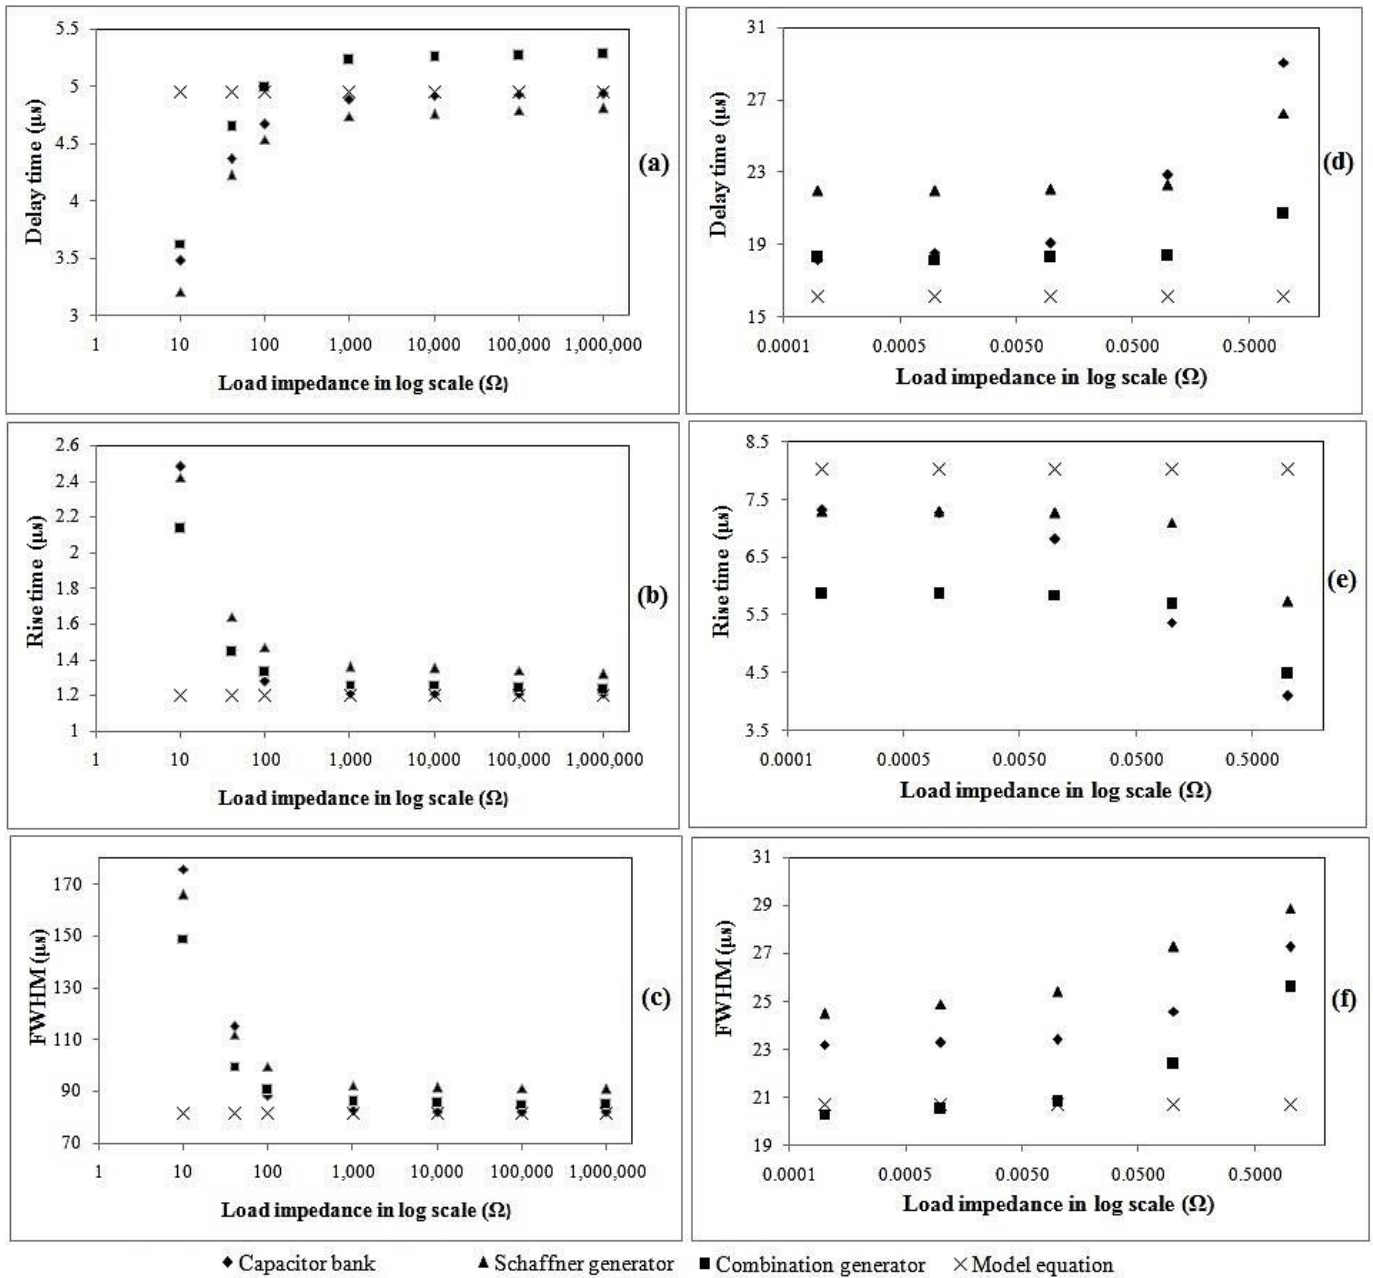 5.5
5
4.5
4
3.5
3
Delay time (μs)
1 10 100 1,000 10,000 100,000 1,000,000
Load impedance in log scale (Ω)
(a)
31
27
23
19
15
Delay time (μs)
0.0001 0.0005 0.0050 0.0500 0.5000
Load impedance in log scale (Ω)
(d)
2.6
2.4
2.2
2
1.8
1.6
1.4
1.2
1
Rise time (μs)
1 10 100 1,000 10,000 100,000 1,000,000
Load impedance in log scale (Ω)
(b)
8.5
7.5
6.5
5.5
4.5
3.5
Rise time (μs)
0.0001 0.0005 0.0050 0.0500 0.5000
Load impedance in log scale (Ω)
(e)
170
150
130
110
90
70
FWHM (μs)
1 10 100 1,000 10,000 100,000 1,000,000
Load impedance in log scale (Ω)
(c)
31
29
27
25
23
21
19
FWHM (μs)
0.0001 0.0005 0.0050 0.0500 0.5000
Load impedance in log scale (Ω)
(f)
Capacitor bank Schaffner generator Combination generator Model equation